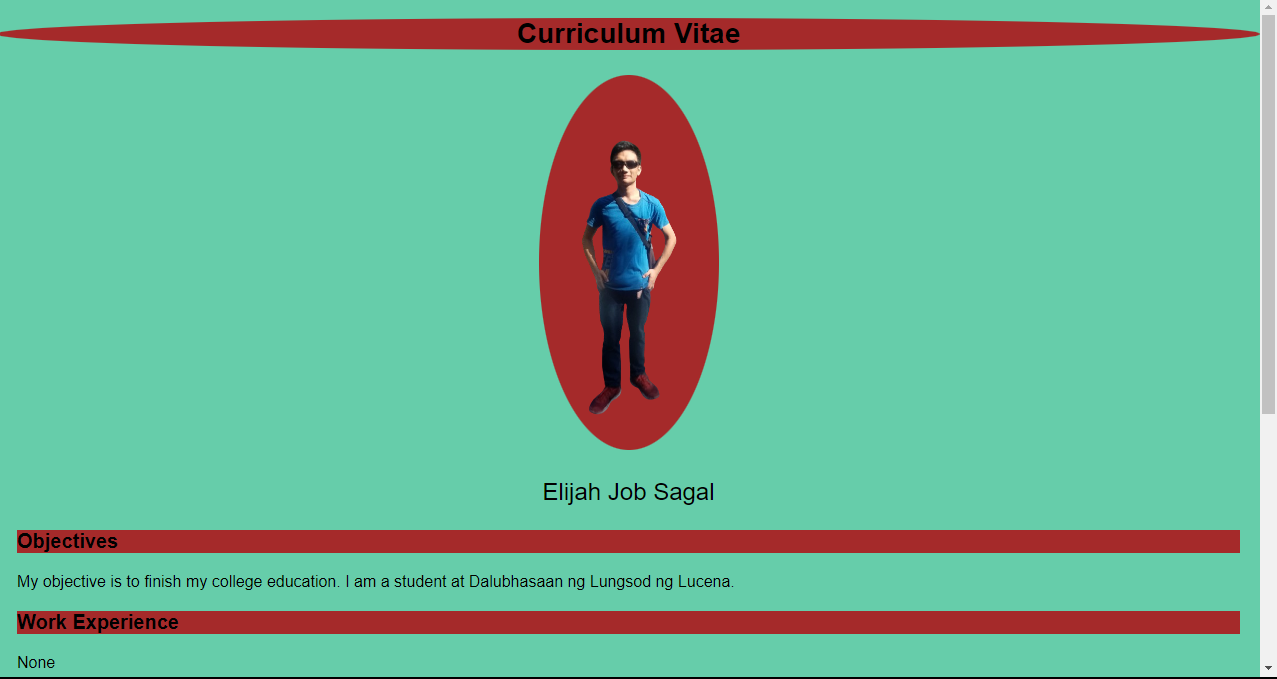 Curriculum Vitae
Elijah Job Sagal
Objectives
My objective is to finish my college education. I am a student at Dalubhasaan ng Lungsod ng Lucena.
Work Experience
None